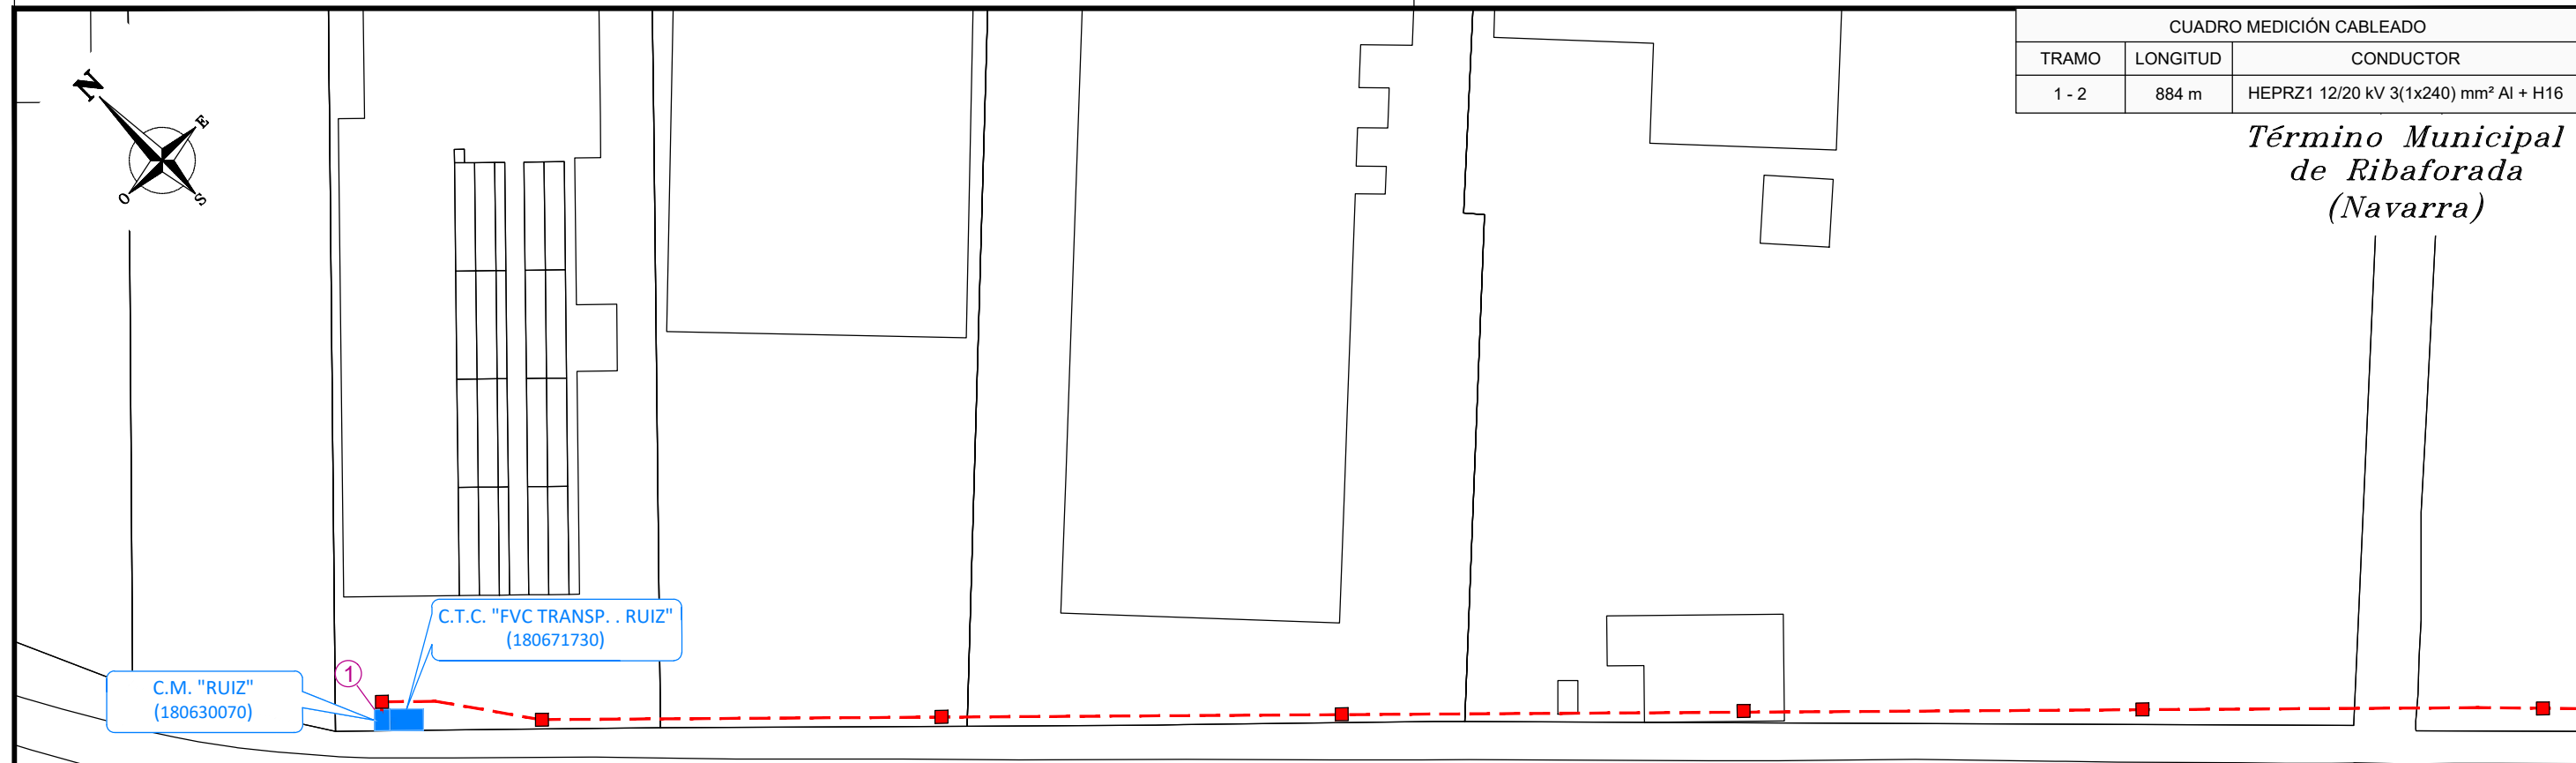 CUADRO MEDICIÓN CABLEADO
TRAMO LONGITUD CONDUCTOR
1 - 2 884 m HEPRZ1 12/20 kV 3(1x240) mm² Al + H16
Término Municipal
de Ribaforada
(Navarra)
N
E
O
S
C.T.C. "FVC TRANSP. . RUIZ"
(180671730)
1
C.M. "RUIZ"
(180630070)